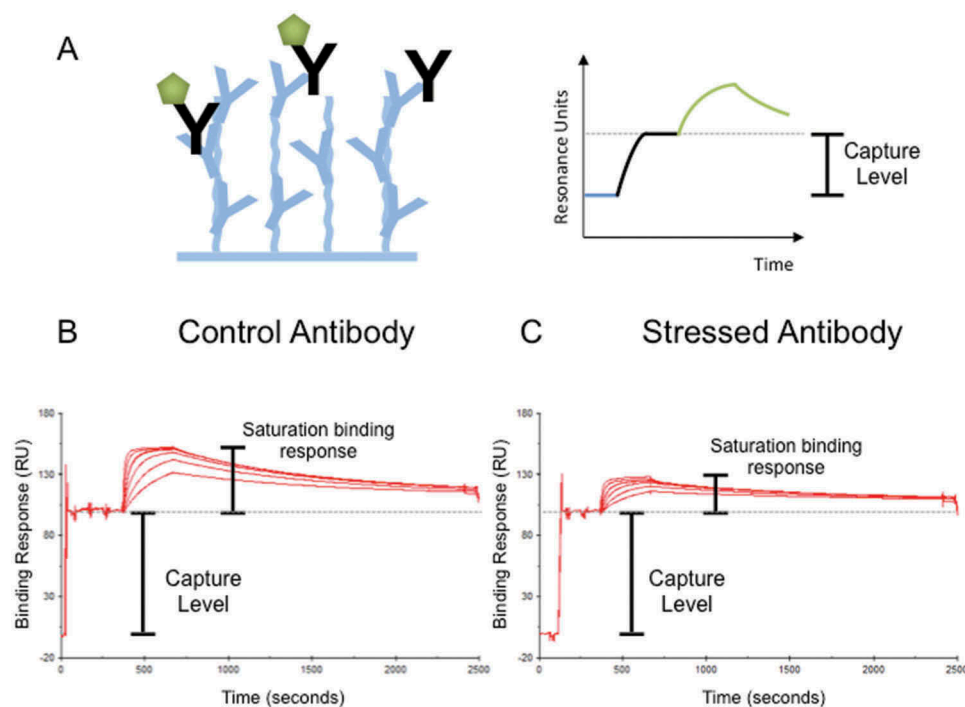 A
Resonance Units
Capture
Level
Time
B
Control Antibody
C
Stressed Antibody
Binding Response (RU)
180
130
80
30
-20
Saturation binding
response
Capture
Level
0
500
1000
1500
2000
2500
Time (seconds)
Binding Response (RU)
180
130
80
30
-20
Saturation binding
response
Capture
Level
0
500
1000
1500
2000
2500
Time (seconds)